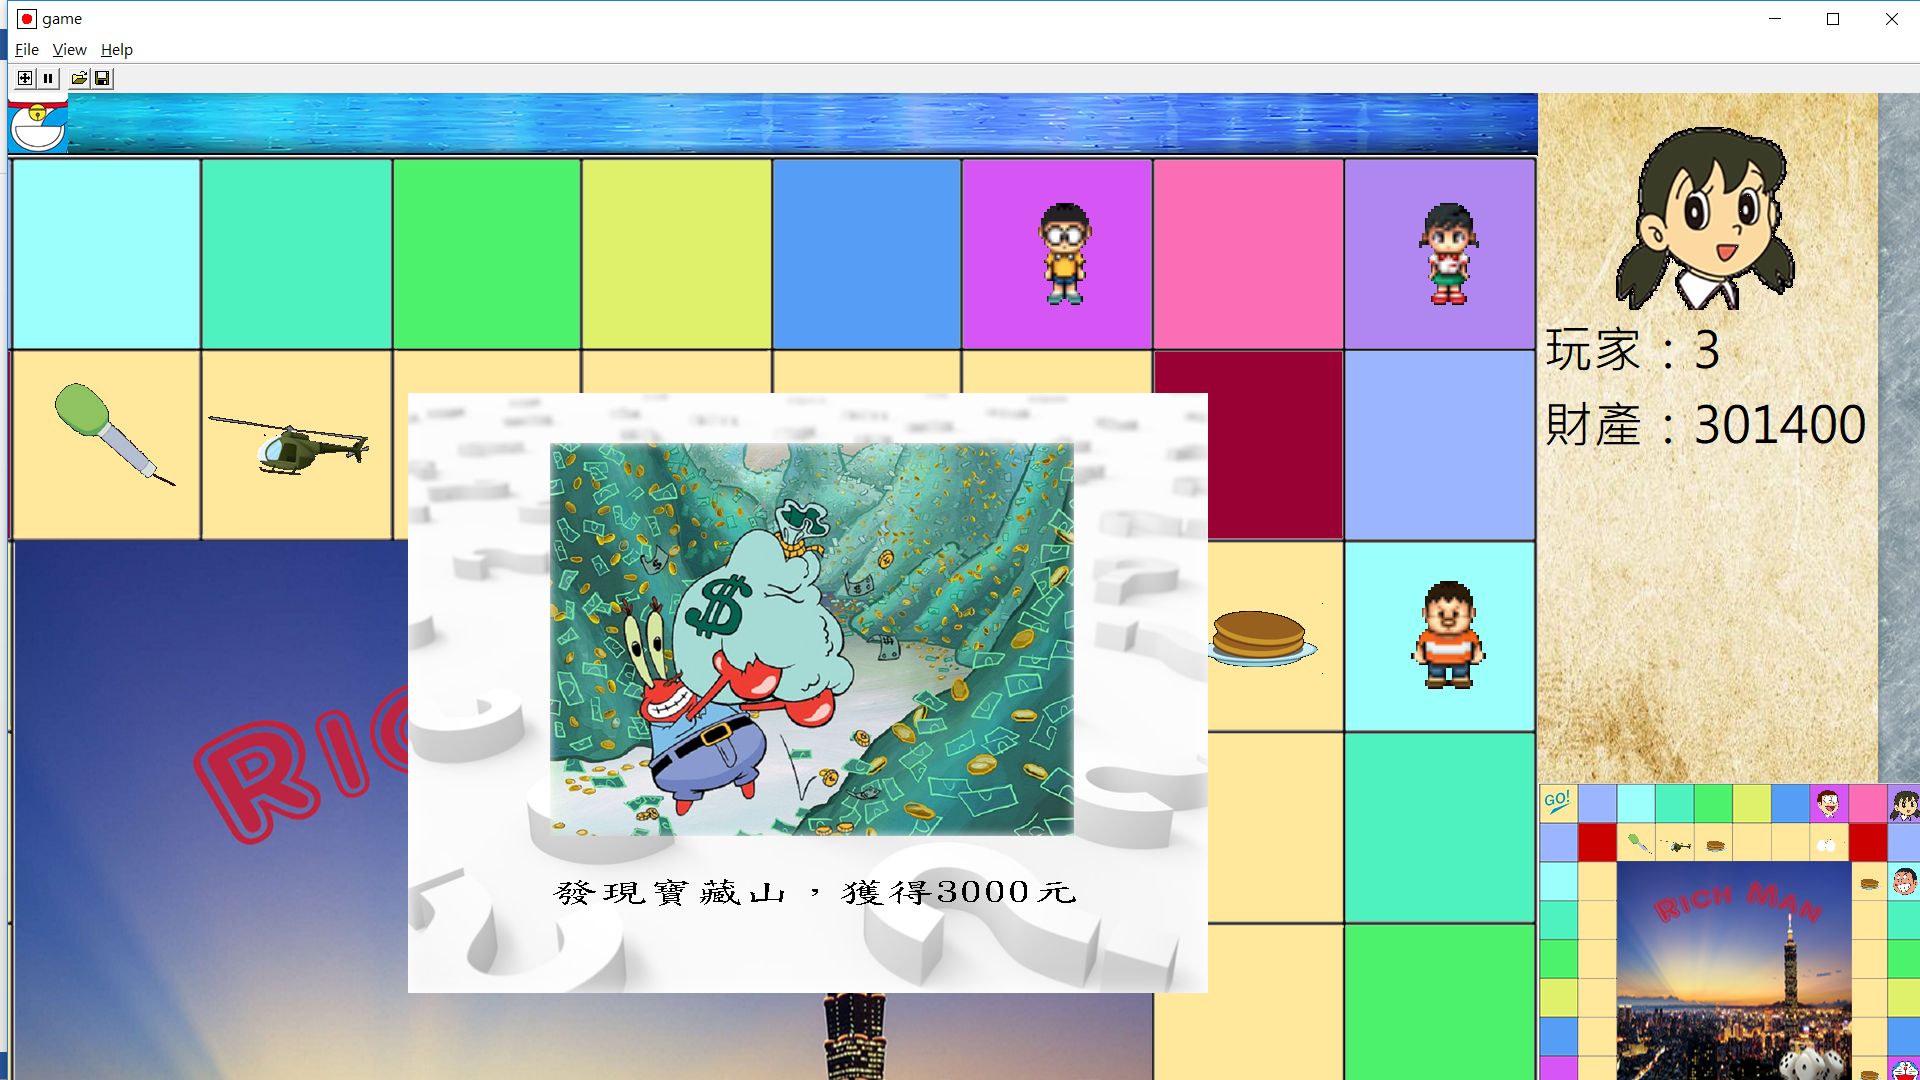 game
File View Help
玩家：3
財產：301400
RIC
$
發現寶藏山，獲得3000元
GO!
RICH MAN